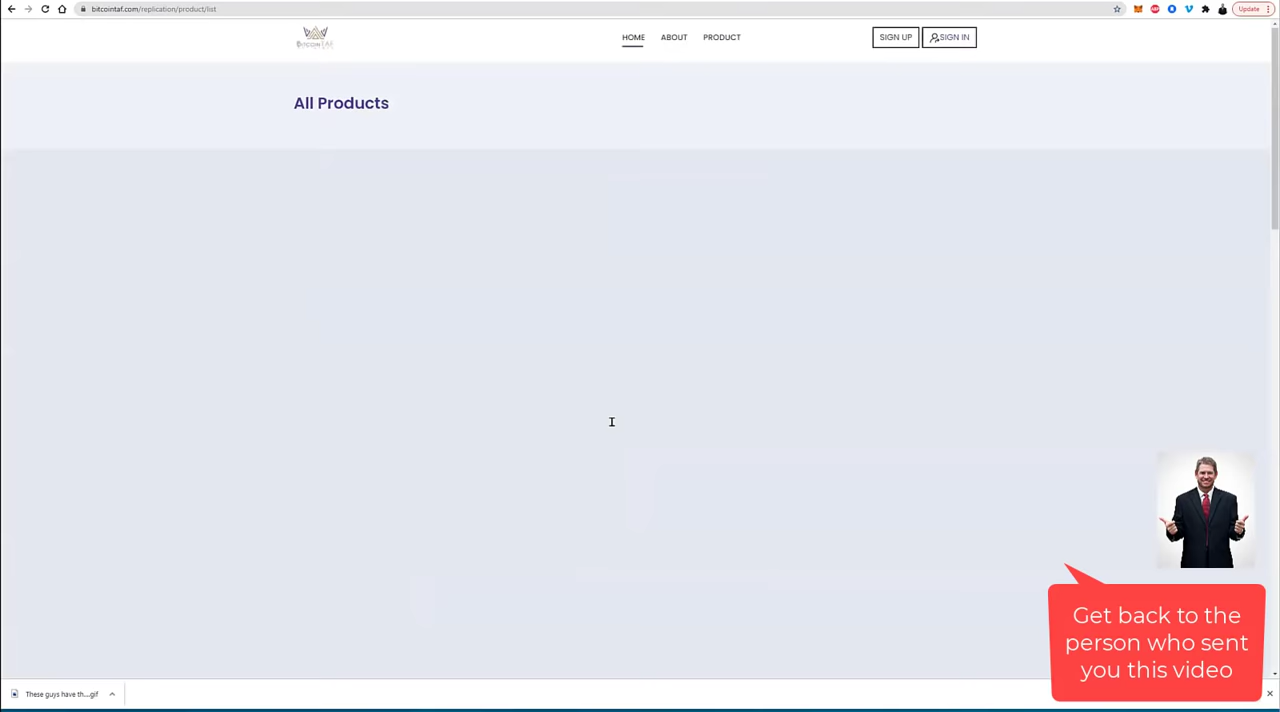 bitcointaf.com/replication/product/list
Update
BITCOINTAF
HOME ABOUT PRODUCT
SIGN UP SIGN IN
All Products
Get back to the
person who sent
you this video
These guys have th....gif